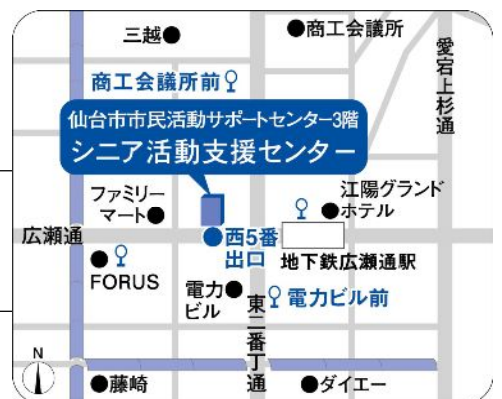 三越
商工会議所
愛宕上杉通
商工会議所前
仙台市市民活動サポートセンター3階
シニア活動支援センター
ファミリー
マート
江陽グランド
ホテル
広瀬通
西5番
出口
地下鉄広瀬通駅
FORUS
電力
ビル
電力ビル前
東二番丁通
N
藤崎
ダイエー